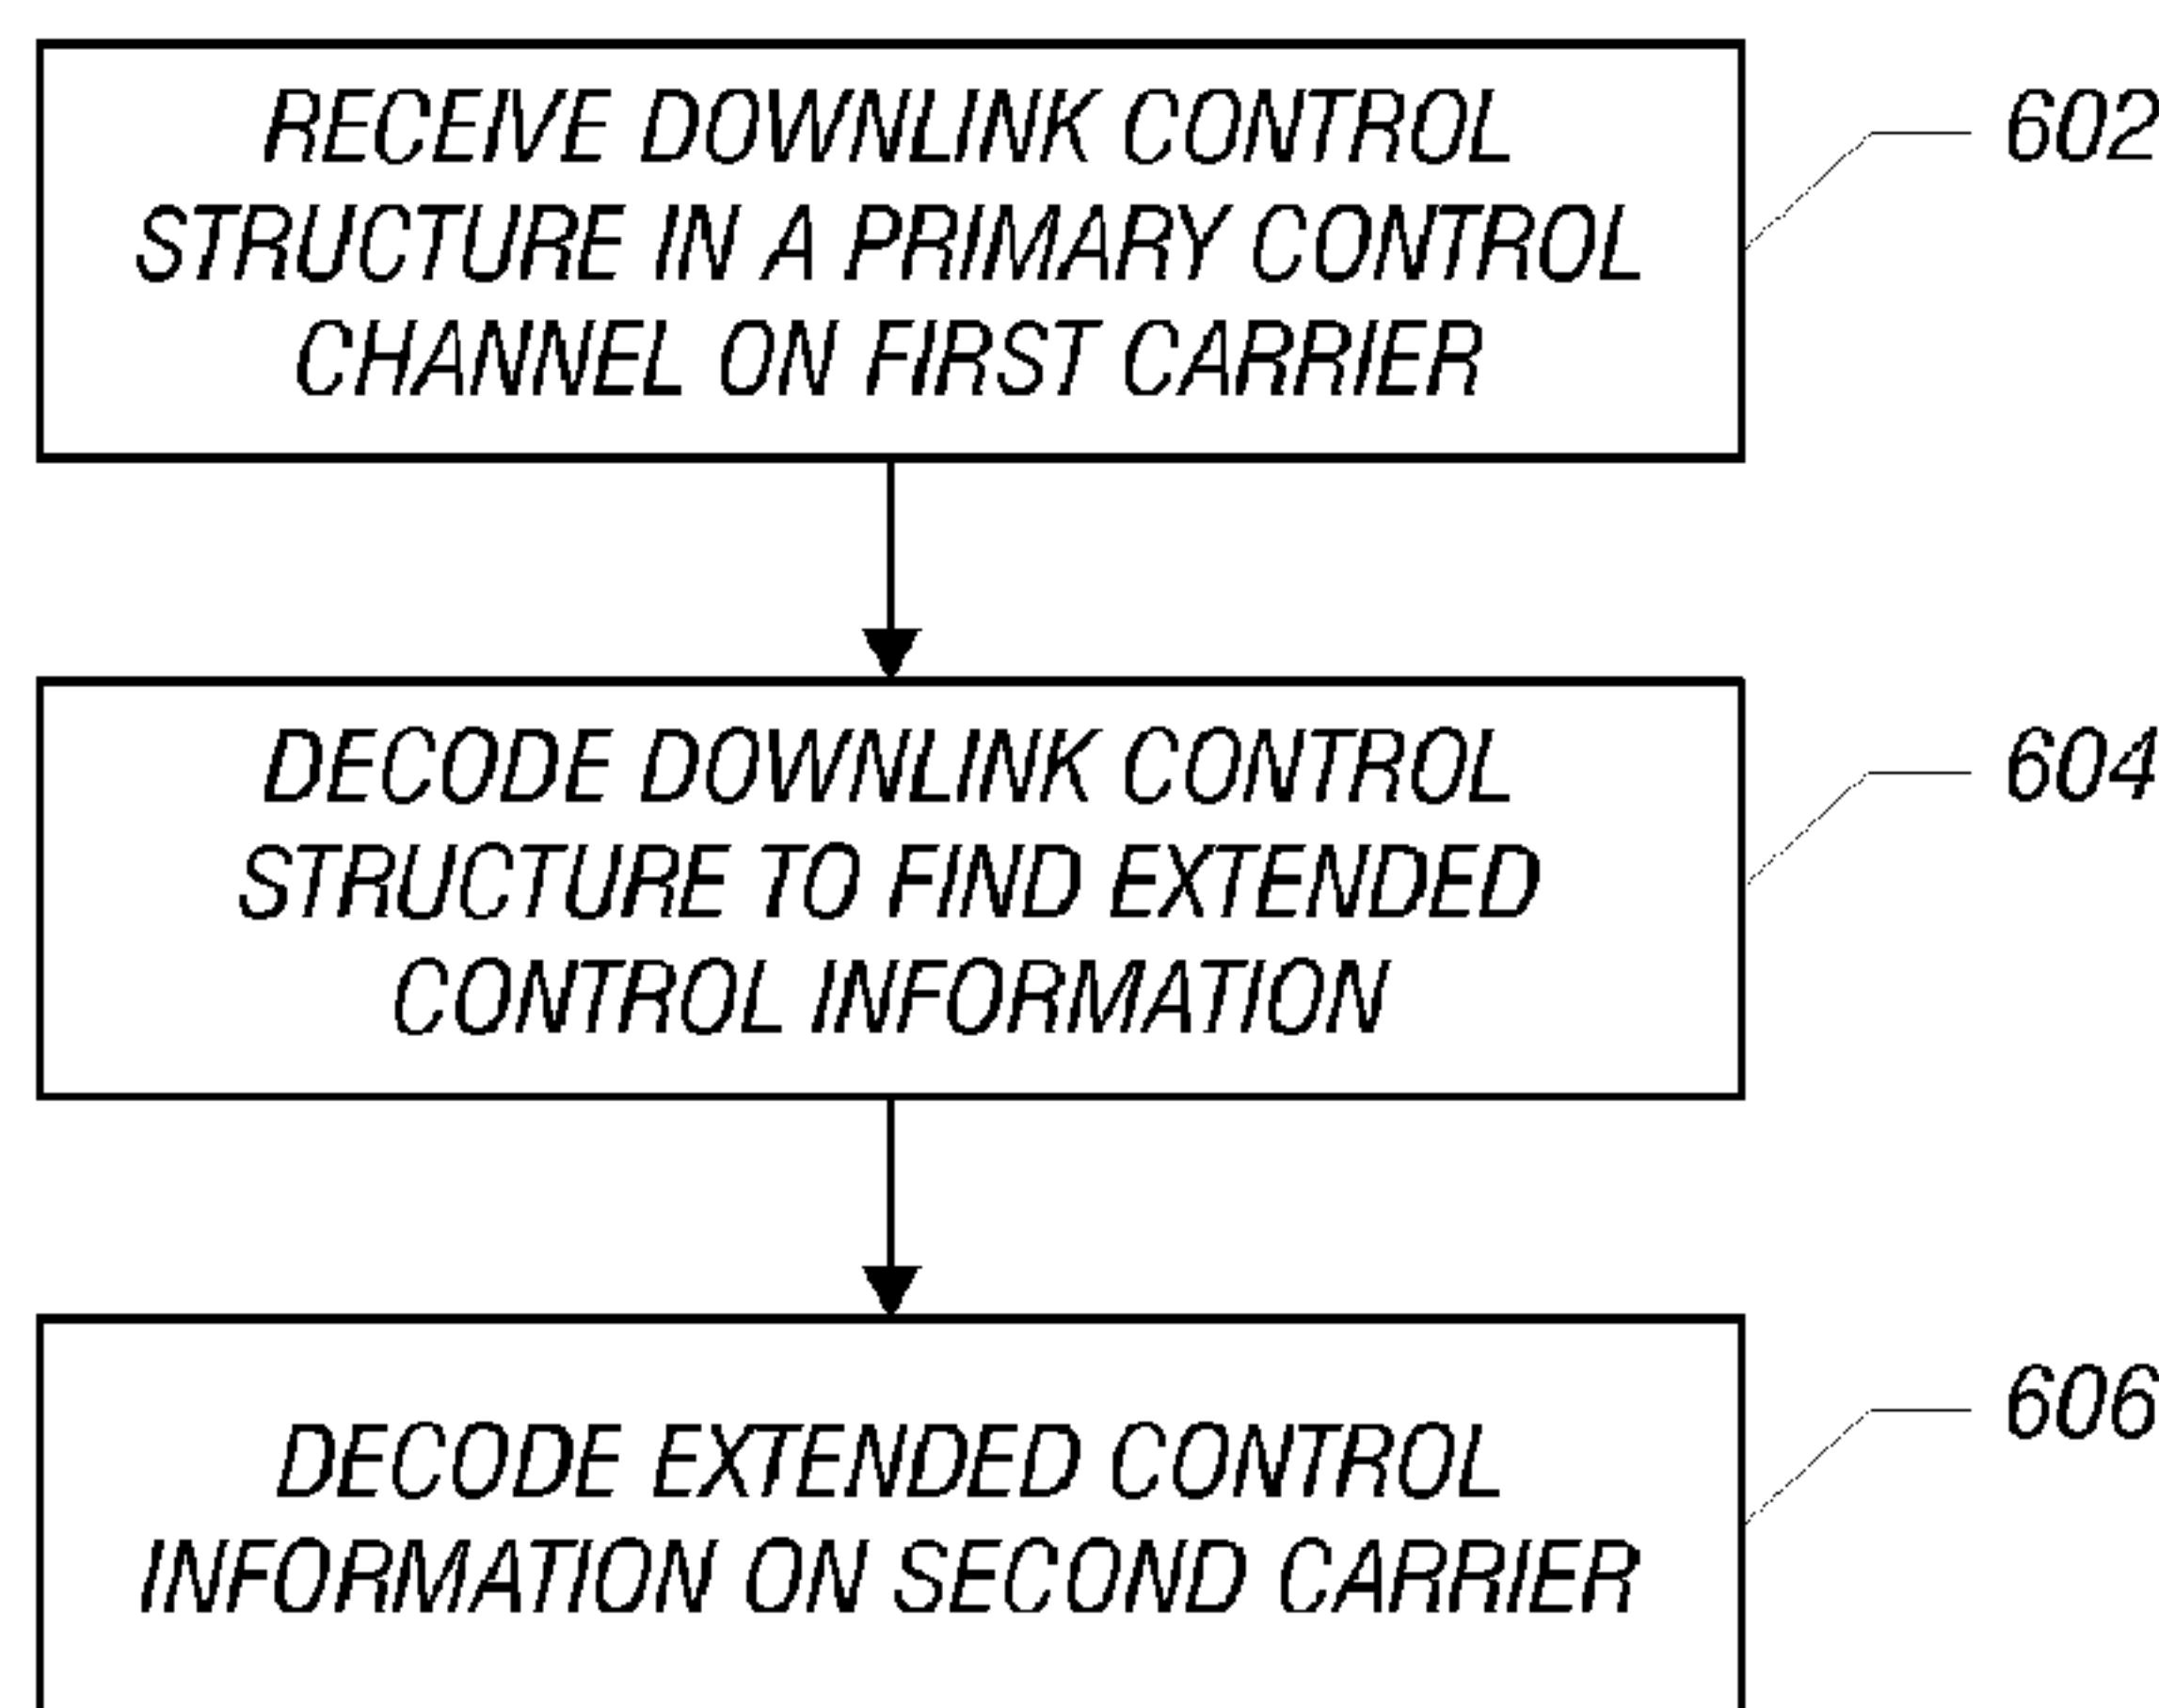 RECEIVE DOWNLINK CONTROL
STRUCTURE IN A PRIMARY CONTROL
CHANNEL ON FIRST CARRIER
602
DECODE DOWNLINK CONTROL
STRUCTURE TO FIND EXTENDED
CONTROL INFORMATION
604
DECODE EXTENDED CONTROL
INFORMATION ON SECOND CARRIER
606